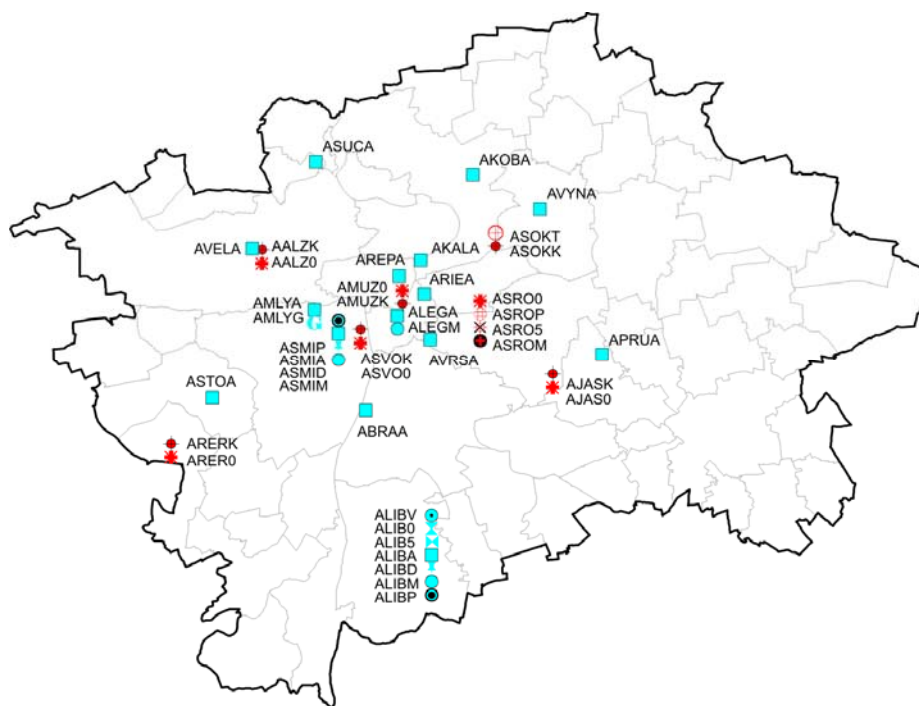 ASUCA
AKOBA
AVYNA
ASOKT
ASOKK
AVELA
AALZK
AALZ0
AKALA
AREPA
ARIEA
AMUZ0
AMUZK
AMLYA
AMLYG
ALEGA
ALEGM
ASRO0
ASROP
ASRO5
ASROM
ASMIP
ASMIA
ASMID
ASMIM
ASVOK
ASVO0
AVRSA
APRUA
AJASK
AJAS0
ASTOA
ABRAA
ARERK
ARER0
ALIBV
ALIB0
ALIB5
ALIBA
ALIBD
ALIBM
ALIBP